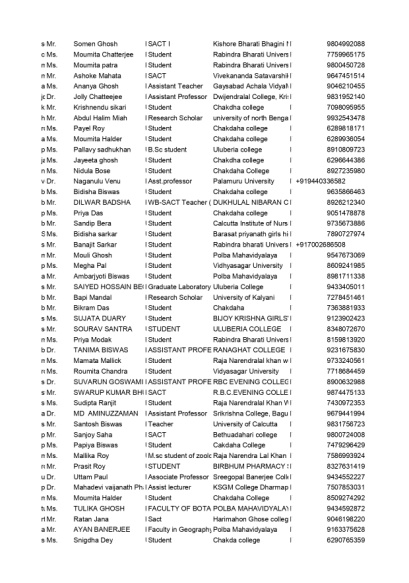 s Mr. Somen Ghosh I SACT I Kishore Bharati Bhagini I 9804992088
c Ms. Moumita Chatterjee I Student Rabindra Bharati Univers I 7759965175
n Ms. Moumita patra I Student Rabindra Bharati Univers I 9800450728
n Mr. Ashoke Mahata I SACT Vivekananda Satavarshil I 9647451514
a Ms. Ananya Ghosh I Assistant Teacher Gaysabad Achala Vidyal I 9046210455
jc Dr. Jolly Chatteejee I Assistant Professor Dwijendralal College, Kri I 9831952140
k Mr. Krishnendu sikari I Student Chakdha college I 7098095955
h Mr. Abdul Halim Miah I Research Scholar university of north Benga I 9932543478
n Ms. Payel Roy I Student Chakdaha college I 6289818171
a Ms. Moumita Halder I Student Chakdaha college I 6289936054
p Ms. Pallavy sadhukhan I B.Sc student Uluberia college I 8910809723
ja Ms. Jayeeta ghosh I Student Chakdha college I 6296644386
n Ms. Nidula Bose I Student Chakdaha College I 8927235980
v Dr. Naganulu Venu I Asst.professor Palamuru University I +919440336582
b Ms. Bidisha Biswas I Student Chakdaha college I 9635866463
b Mr. DILWAR BADSHA I WB-SACT Teacher ( DUKHULAL NIBARAN C I 8926212340
p Ms. Priya Das I Student Chakdaha college I 9051478878
b Mr. Sandip Bera I Student Calcutta Institute of Nurs I 9735673886
S Ms. Bidisha sarkar I Student Barasat priyanath girls hi I 7890727974
s Mr. Banajit Sarkar I Student Rabindra bharati Univers I +917002686508
n Mr. Mouli Ghosh I Student Polba Mahavidyalaya I 9547673069
p Ms. Megha Pal I Student Vidhyasagar University I 8609241985
a Mr. Ambarjyoti Biswas I Student Polba Mahavidyalaya I 8981711338
s Mr. SAIYED HOSSAIN BE I Graduate Laboratory Uluberia College I 9433405011
b Mr. Bapi Mandal I Research Scholar University of Kalyani I 7278451461
b Mr. Bikram Das I Student Chakdaha I 7363881933
s Ms. SUJATA DUARY I Student BIJOY KRISHNA GIRLS' I 9123902423
s Mr. SOURAV SANTRA I STUDENT ULUBERIA COLLEGE I 8348072670
n Ms. Priya Modak I Student Rabindra Bharati Univers I 8159813920
b Dr. TANIMA BISWAS I ASSISTANT PROFE RANAGHAT COLLEGE I 9231675830
n Ms. Mamata Mallick I Student Raja Narendralal khan w I 9733240561
n Ms. Roumita Chandra I Student Vidyasagar University I 7718684459
s Dr. SUVARUN GOSWAMI I ASSISTANT PROFE RBC EVENING COLLEC I 8900632988
s Mr. SWARUP KUMAR BH I SACT R.B.C.EVENING COLLE I 9874475133
s Ms. Sudipta Ranjit I Student Raja Narendralal Khan W I 7430972353
a Dr. MD AMINUZZAMAN I Assistant Professor Srikrishna College, Bagu I 9679441994
s Mr. Santosh Biswas I Teacher University of Calcutta I 9831756723
p Mr. Sanjoy Saha I SACT Bethuadahari college I 9800724008
p Ms. Papiya Biswas I Student Cakdaha College I 7479296429
n Ms. Mallika Roy I M.sc student of zoolo Raja Narendra Lal Khan I 7586993924
n Mr. Prasit Roy I STUDENT BIRBHUM PHARMACY I 8327631419
u Dr. Uttam Paul I Associate Professor Sreegopal Banerjee Coll I 9434552227
p Dr. Mahadevi vaijanath Ph I Assist lecturer KSGM College Dharmap I 7507853031
n Ms. Moumita Halder I Student Chakdaha College I 8509274292
tu Ms. TULIKA GHOSH I FACULTY OF BOTA POLBA MAHAVIDYALA I 9434592872
rt Mr. Ratan Jana I Sact Harimahon Ghose colleg I 9046198220
a Mr. AYAN BANERJEE I Faculty in Geography Polba Mahavidyalaya I 9163375628
s Ms. Snigdha Dey I Student Chakda college I 6290765359